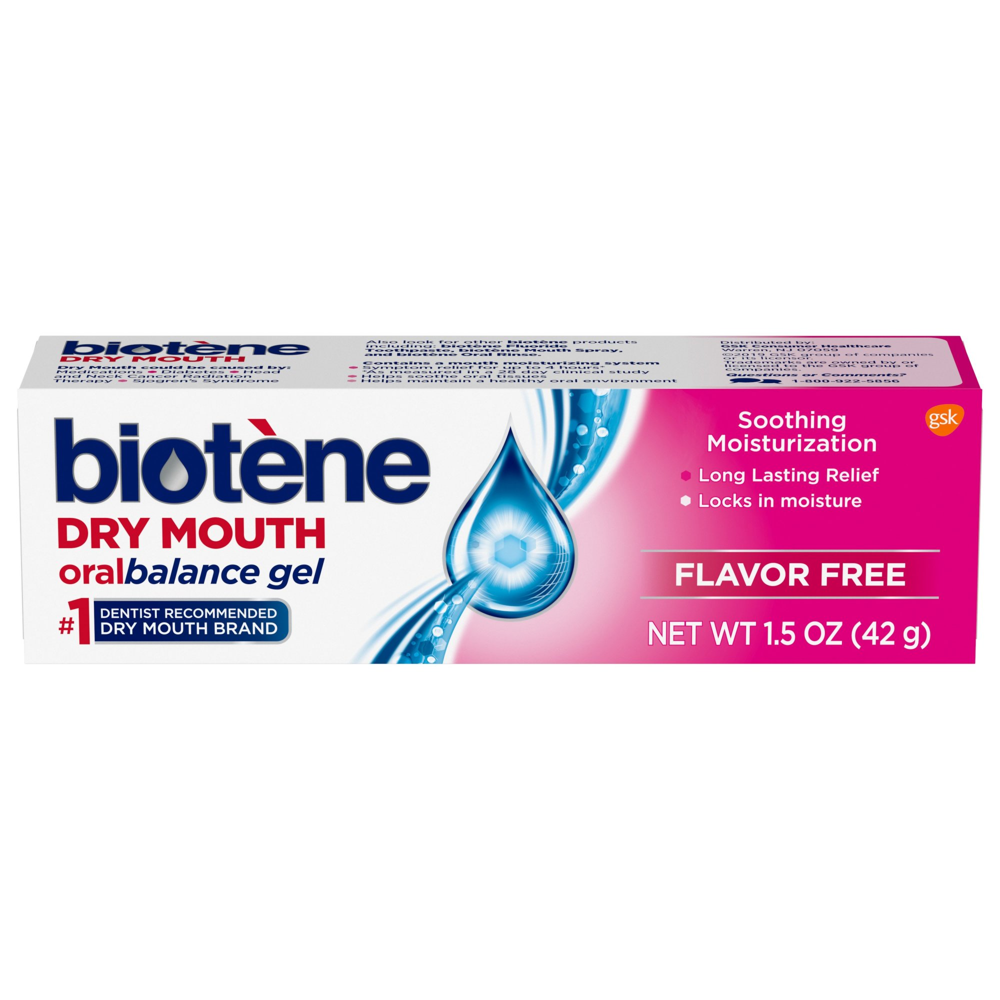 biotène
DRY MOUTH
Dry Mouth could be caused by:
Medications • Diabetes • Head
and Neck Cancer Radiation
Therapy • Sjogren's Syndrome
Also look for other biotène products
including: biotène Fluoride
Toothpaste, biotène Mouth Spray,
and biotène Oral Rinse.
Contains a mouth moisturizing system
• Symptom relief for up to 4 hours*
*As measured in a 28 day clinical study
• Helps soothe oral tissues
• Helps maintain a healthy oral environment
Distributed by:
GSK Consumer Healthcare
Warren, NJ 07059
©2019 GSK group of companies
or its licensor.
Trademarks are owned by or
licensed to the GSK group of
companies.
Questions or Comments?
1-800-922-5856
biotène
DRY MOUTH
oralbalance gel
#1 DENTIST RECOMMENDED
DRY MOUTH BRAND
gsk
Soothing
Moisturization
Long Lasting Relief
Locks in moisture
FLAVOR FREE
NET WT 1.5 OZ (42 g)